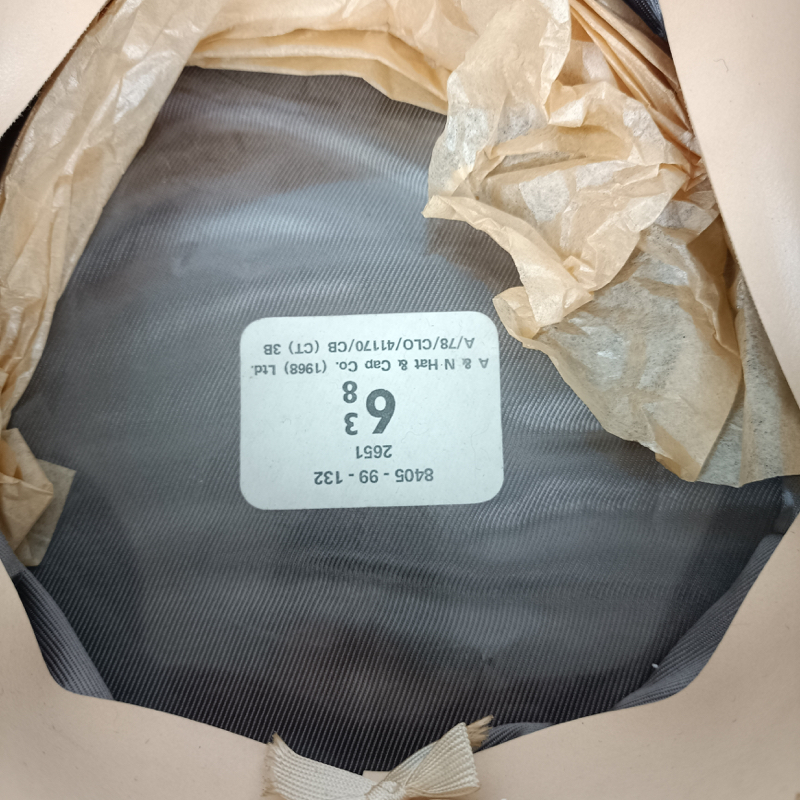 8405 - 99 - 132
2651
6 3 8
A & N Hat & Cap Co. (1968) Ltd.
A/78/CLO/41170/CB (CT) 3B